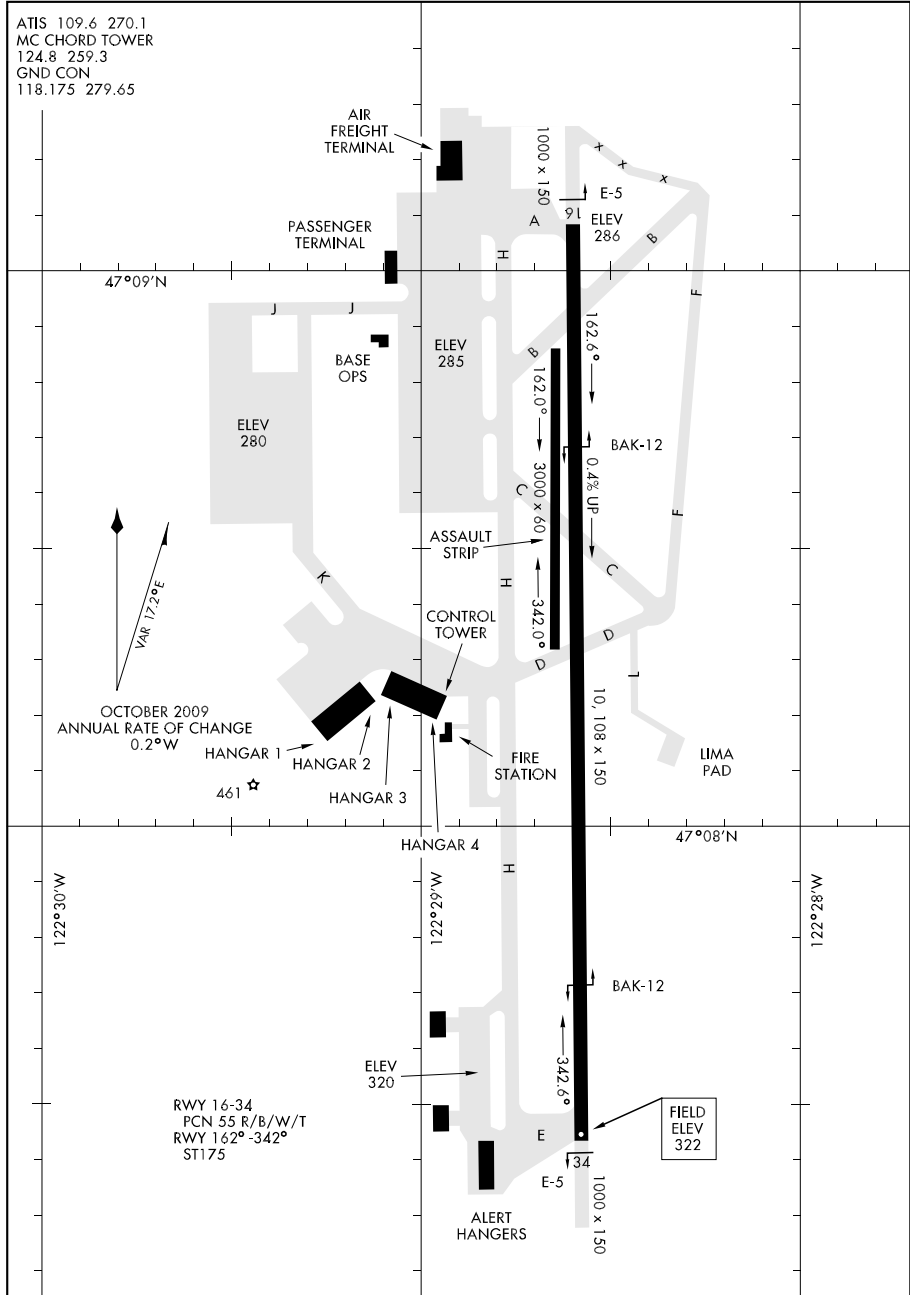 ATIS 109.6 270.1
MC CHORD TOWER
124.8 259.3
GND CON
118.175 279.65
AIR
FREIGHT
TERMINAL
1000 x 150
E-5
x
x
x
16
A
ELEV
286
PASSENGER
TERMINAL
H
B
47°09'N
F
J
J
162.6°
BASE
OPS
ELEV
285
B
162.0°
ELEV
280
BAK-12
0.4% UP
C
3000 x 60
F
ASSAULT
STRIP
VAR 17.2°E
K
H
C
342.0°
CONTROL
TOWER
D
D
L
OCTOBER 2009
ANNUAL RATE OF CHANGE
0.2°W
10, 108 x 150
HANGAR 1
HANGAR 2
FIRE
STATION
LIMA
PAD
461
HANGAR 3
47°08'N
HANGAR 4
H
122°30'W
122°29'W
122°28'W
BAK-12
342.6°
ELEV
320
RWY 16-34
PCN 55 R/B/W/T
RWY 162° -342°
ST175
E
FIELD
ELEV
322
34
E-5
1000 x 150
ALERT
HANGERS